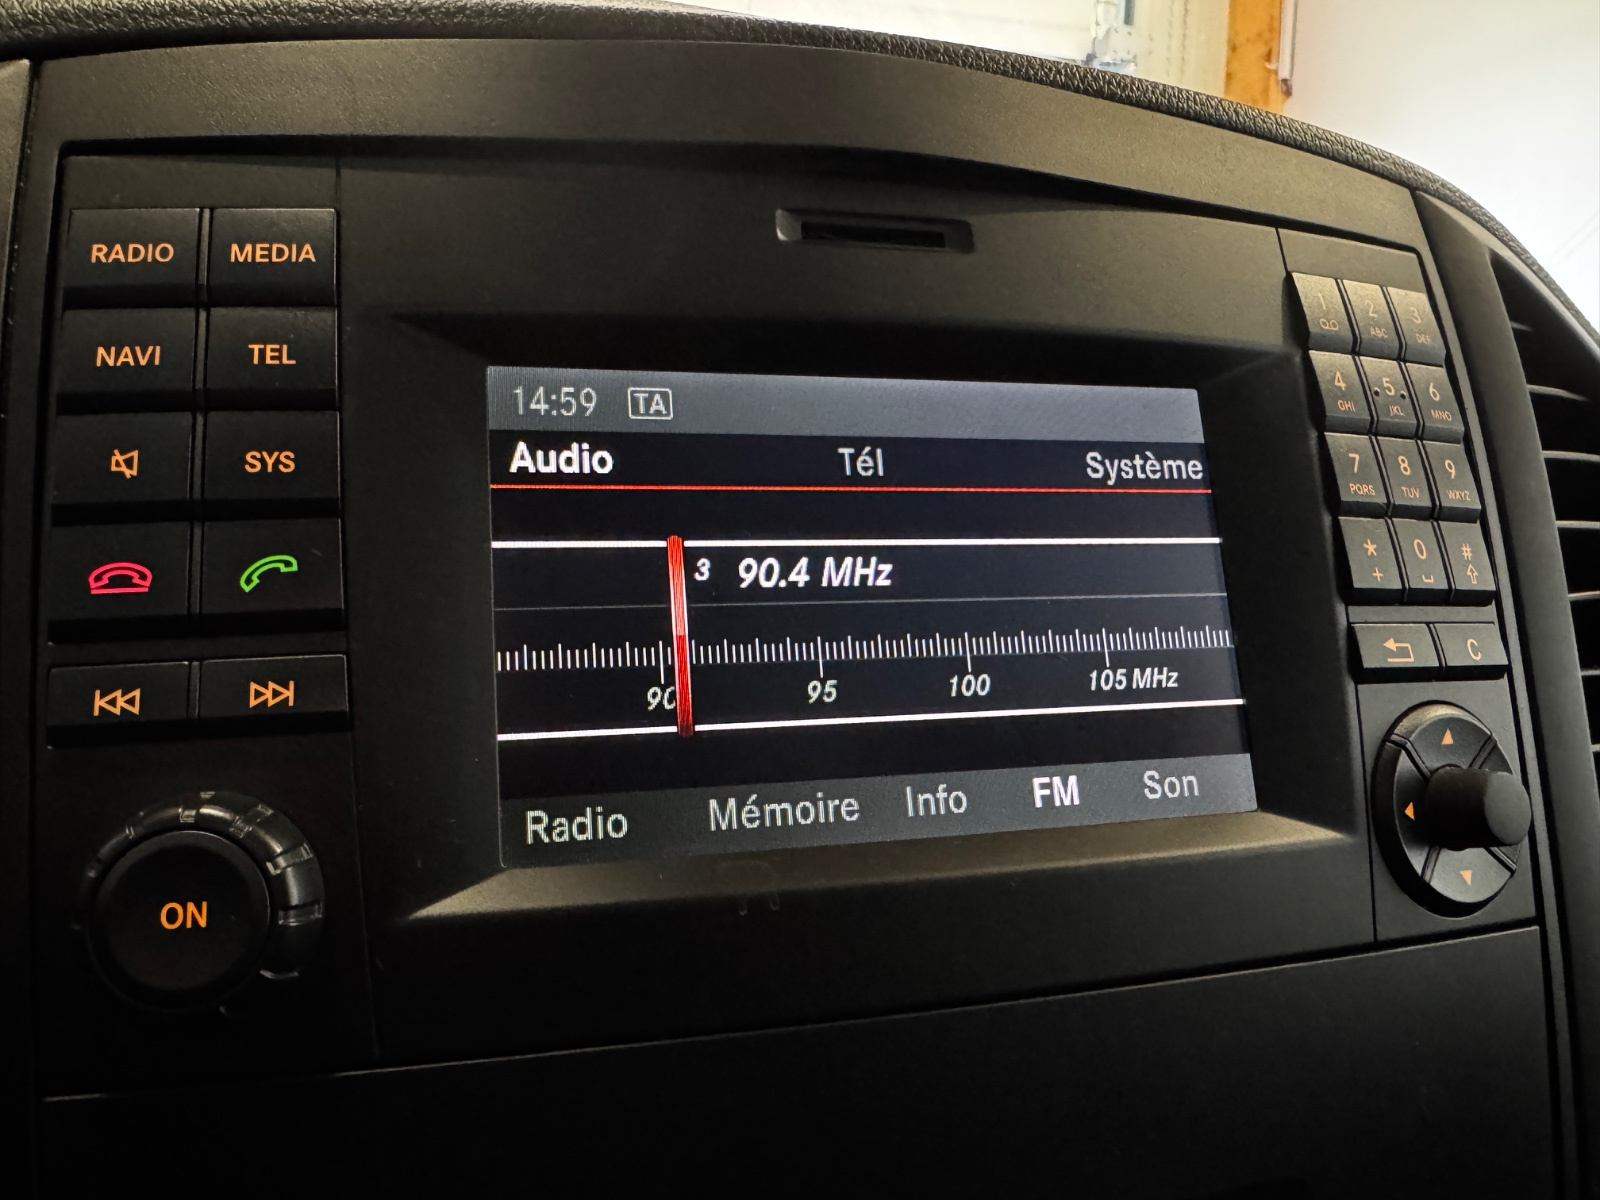 RADIO MEDIA
NAVI TEL
SYS
ON
14:59 TA
Audio Tél Système
3 90.4 MHz
90 95 100 105 MHz
Radio Mémoire Info FM Son
1 2 3
ABC DEF
4 5 6
GHI JKL MNO
7 8 9
PQRS TUV WXYZ
* 0 #
+
C